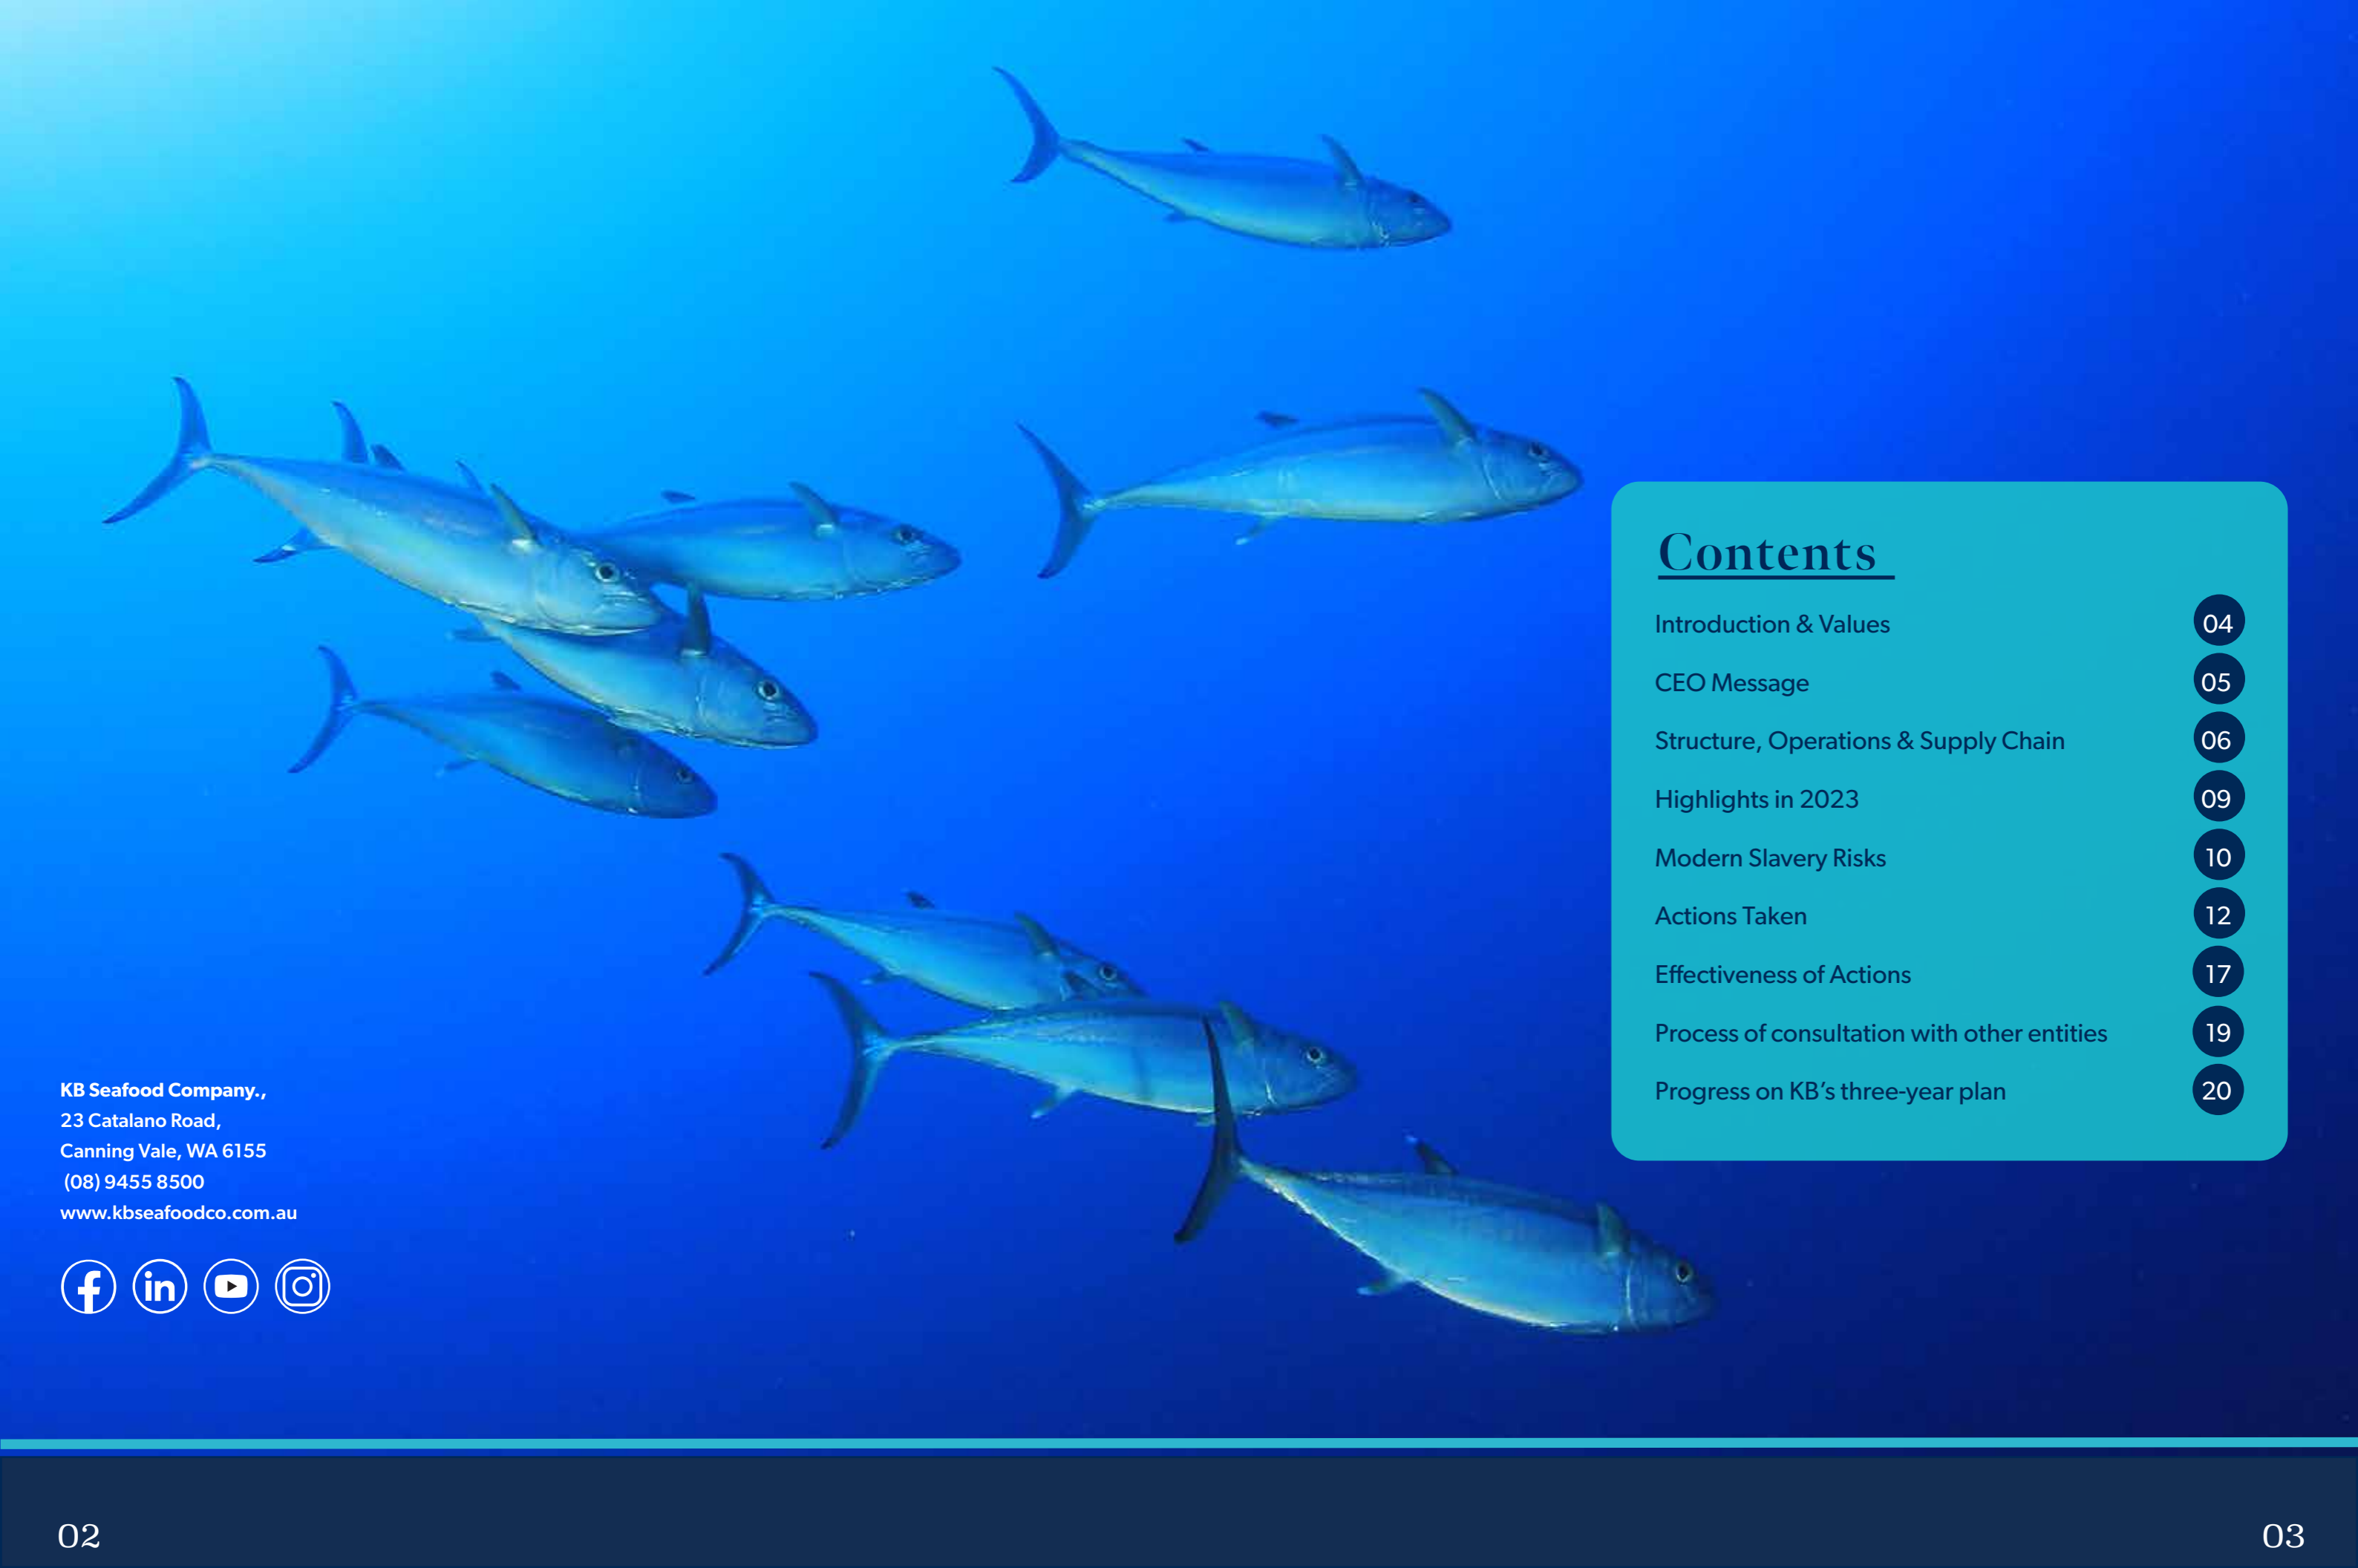 KB Seafood Company.,
23 Catalano Road,
Canning Vale, WA 6155
(08) 9455 8500
www.kbseafoodco.com.au
Contents
Introduction & Values 04
CEO Message 05
Structure, Operations & Supply Chain 06
Highlights in 2023 09
Modern Slavery Risks 10
Actions Taken 12
Effectiveness of Actions 17
Process of consultation with other entities 19
Progress on KB’s three-year plan 20
02
03